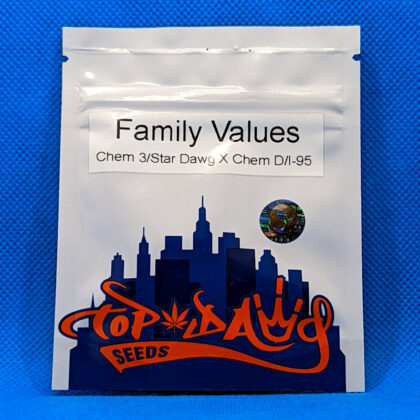 Family Values
Chem 3/Star Dawg X Chem D/I-95
TOP DAWG
SEEDS